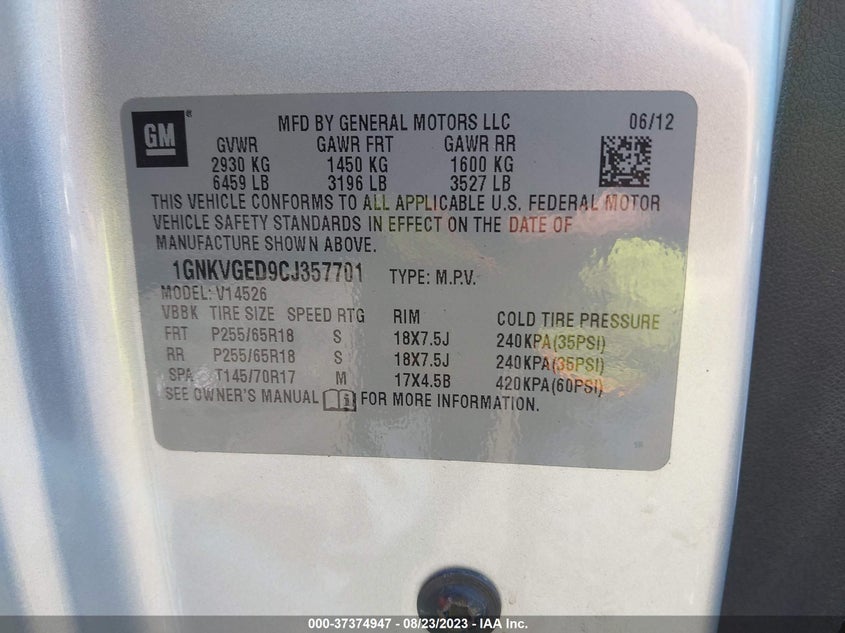 GM ®
MFD BY GENERAL MOTORS LLC 06/12
GVWR GAWR FRT GAWR RR
2930 KG 1450 KG 1600 KG
6459 LB 3196 LB 3527 LB
THIS VEHICLE CONFORMS TO ALL APPLICABLE U.S. FEDERAL MOTOR
VEHICLE SAFETY STANDARDS IN EFFECT ON THE DATE OF
MANUFACTURE SHOWN ABOVE.
1GNKVGED9CJ357701 TYPE: M.P.V.
MODEL: V14526
VBBK TIRE SIZE SPEED RTG RIM COLD TIRE PRESSURE
FRT P255/65R18 S 18X7.5J 240KPA(35PSI)
RR P255/65R18 S 18X7.5J 240KPA(35PSI)
SPA T145/70R17 M 17X4.5B 420KPA(60PSI)
SEE OWNER'S MANUAL FOR MORE INFORMATION.
000-37374947 - 08/23/2023 - IAA Inc.